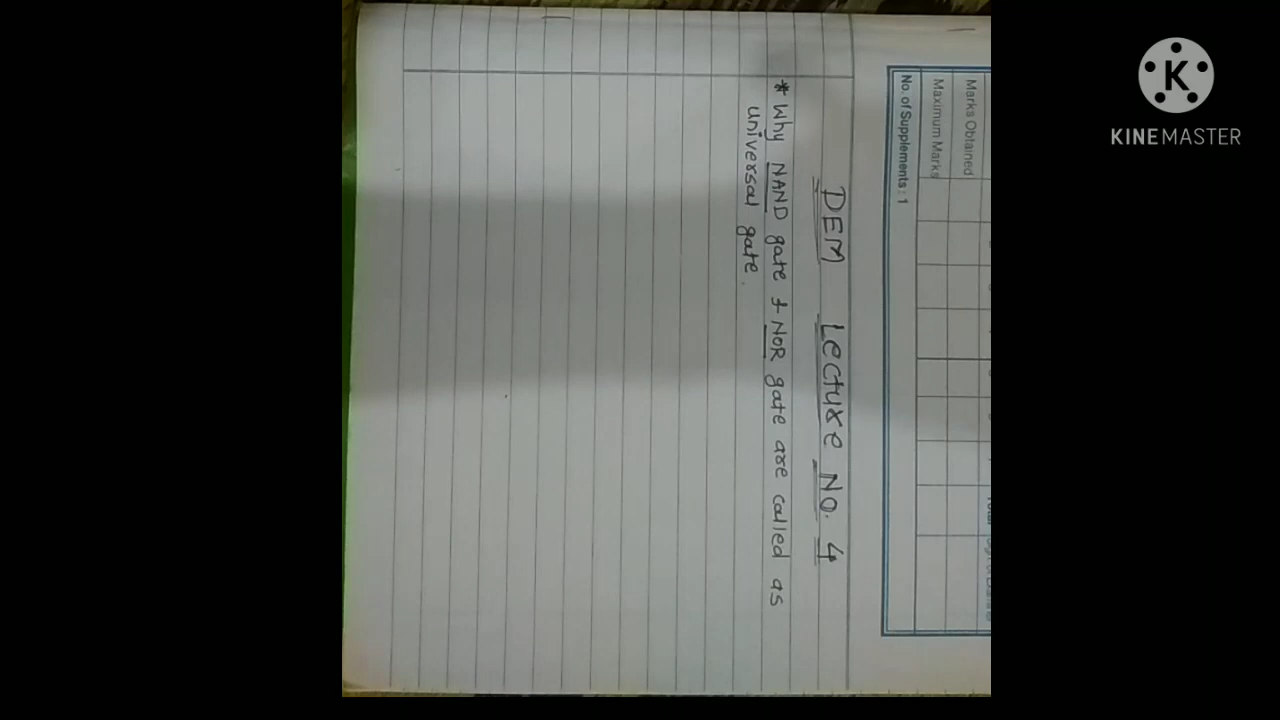 Marks Obtained
Maximum Marks
No. of Supplements : 1
DEM Lecture No. 4
* Why NAND gate & NOR gate are called as
universal gate.
K
KINEMASTER